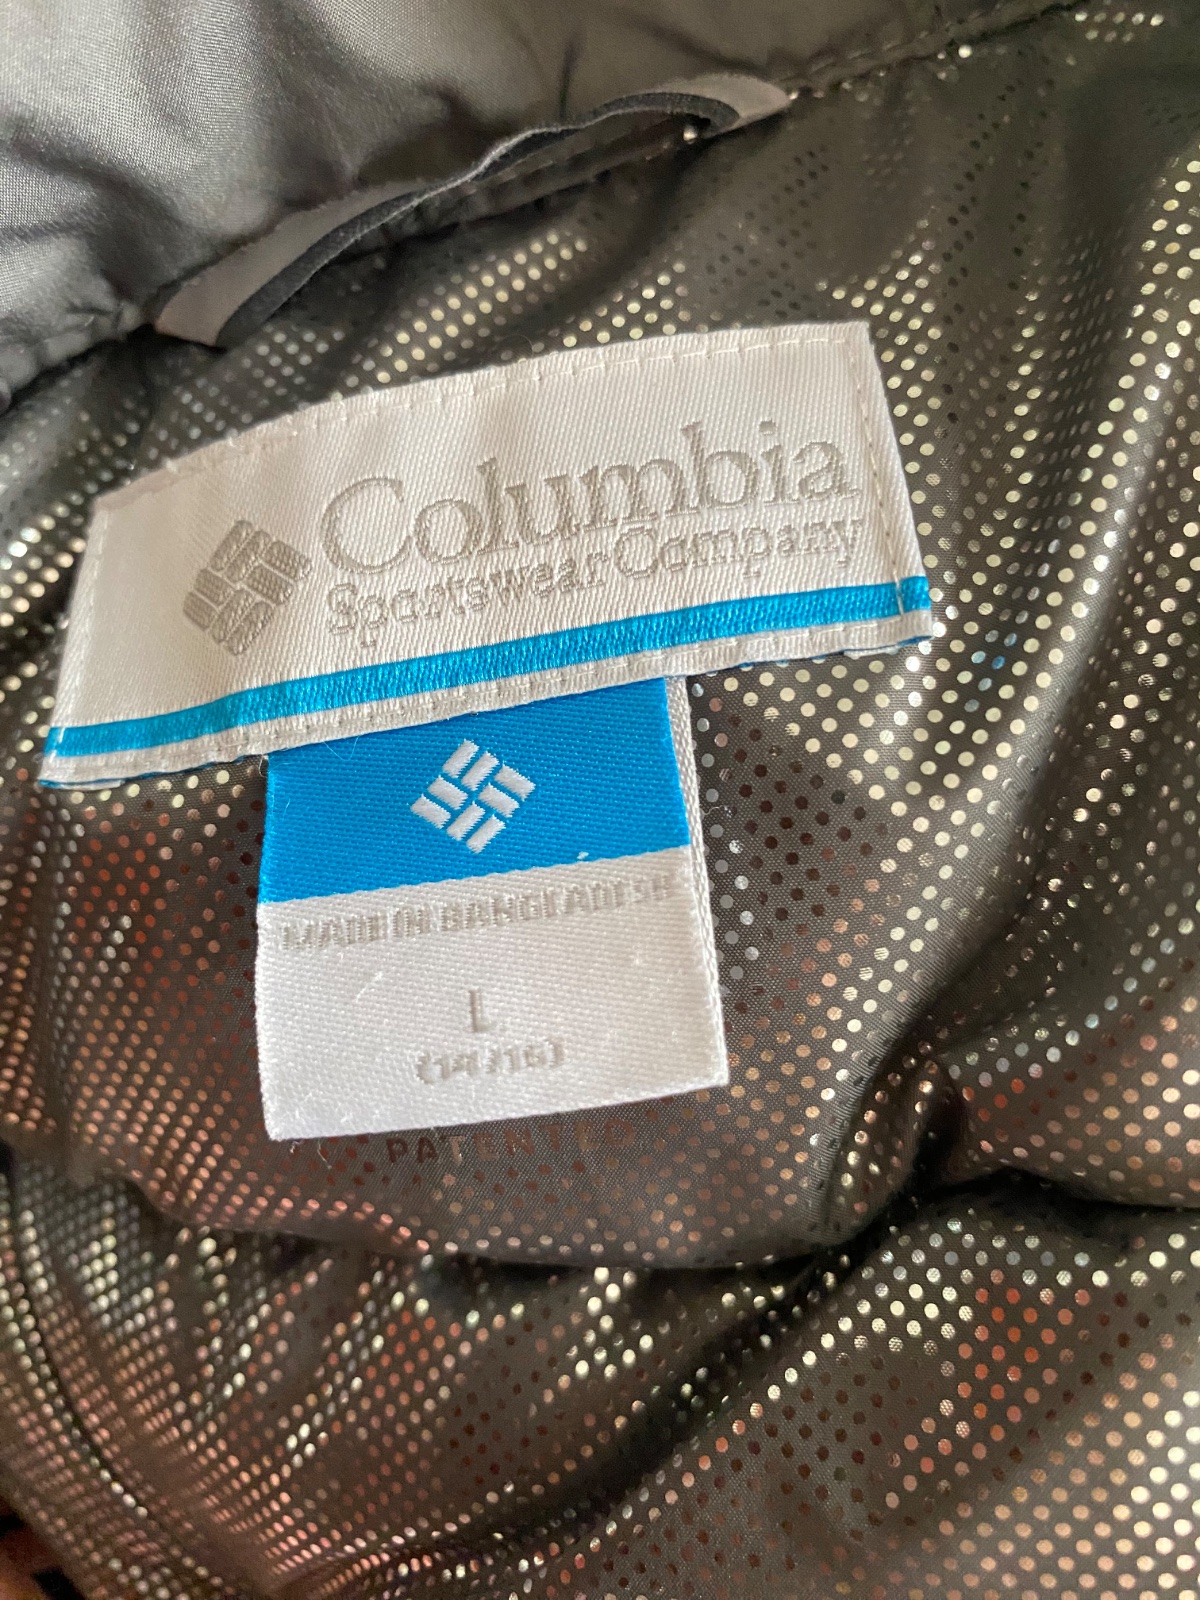 Columbia
Sportswear Company
MADE IN BANGLADESH
L
(14/16)
PATENTED